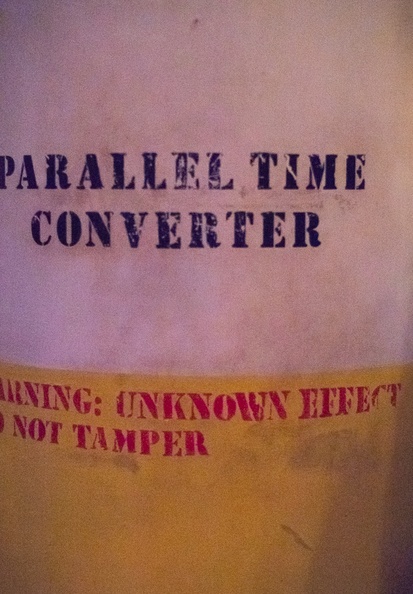 PARALLEL TIME
CONVERTER
ARNING: UNKNOWN EFFECT
O NOT TAMPER